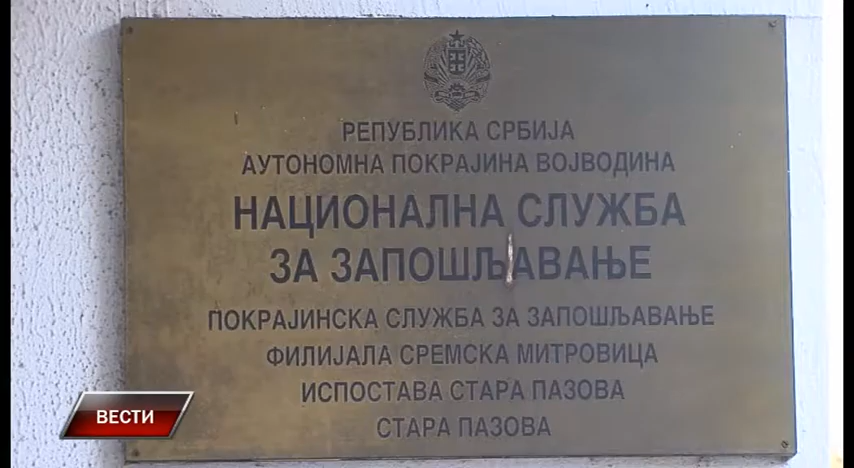 РЕПУБЛИКА СРБИЈА
АУТОНОМНА ПОКРАЈИНА ВОЈВОДИНА
НАЦИОНАЛНА СЛУЖБА
ЗА ЗАПОШЉАВАЊЕ
ПОКРАЈИНСКА СЛУЖБА ЗА ЗАПОШЉАВАЊЕ
ФИЛИЈАЛА СРЕМСКА МИТРОВИЦА
ИСПОСТАВА СТАРА ПАЗОВА
СТАРА ПАЗОВА
ВЕСТИ